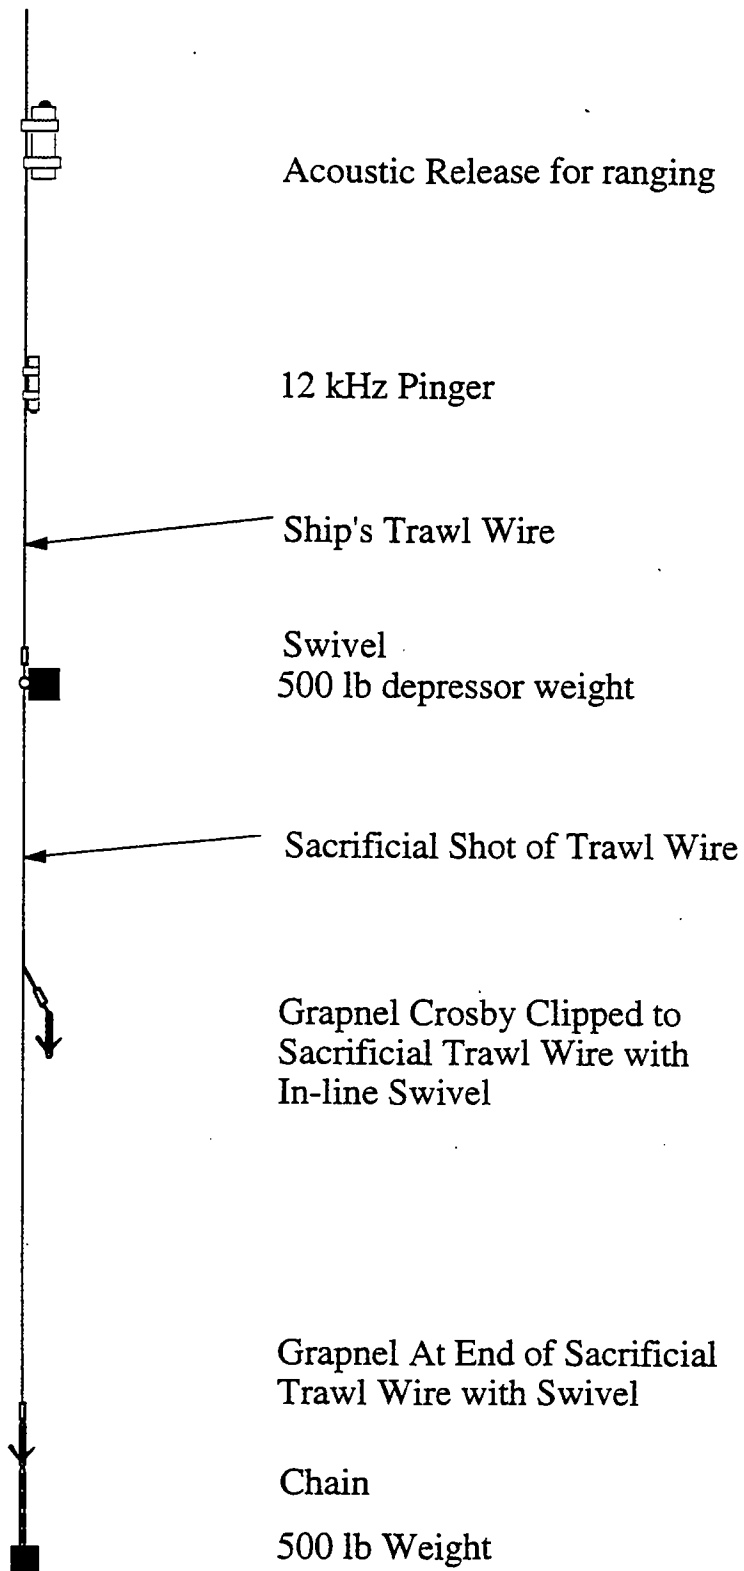 Acoustic Release for ranging
12 kHz Pinger
Ship's Trawl Wire
Swivel
500 lb depressor weight
Sacrificial Shot of Trawl Wire
Grapnel Crosby Clipped to
Sacrificial Trawl Wire with
In-line Swivel
Grapnel At End of Sacrificial
Trawl Wire with Swivel
Chain
500 lb Weight